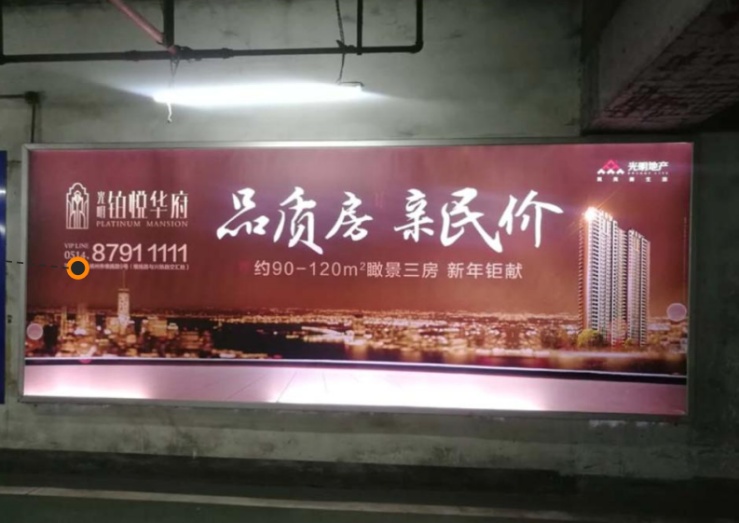 光明
铂悦华府
PLATINUM MANSION
VIP LINE
0514-
8791 1111
品质房 亲民价
约90-120m²瞰景三房 新年钜献
光明地产